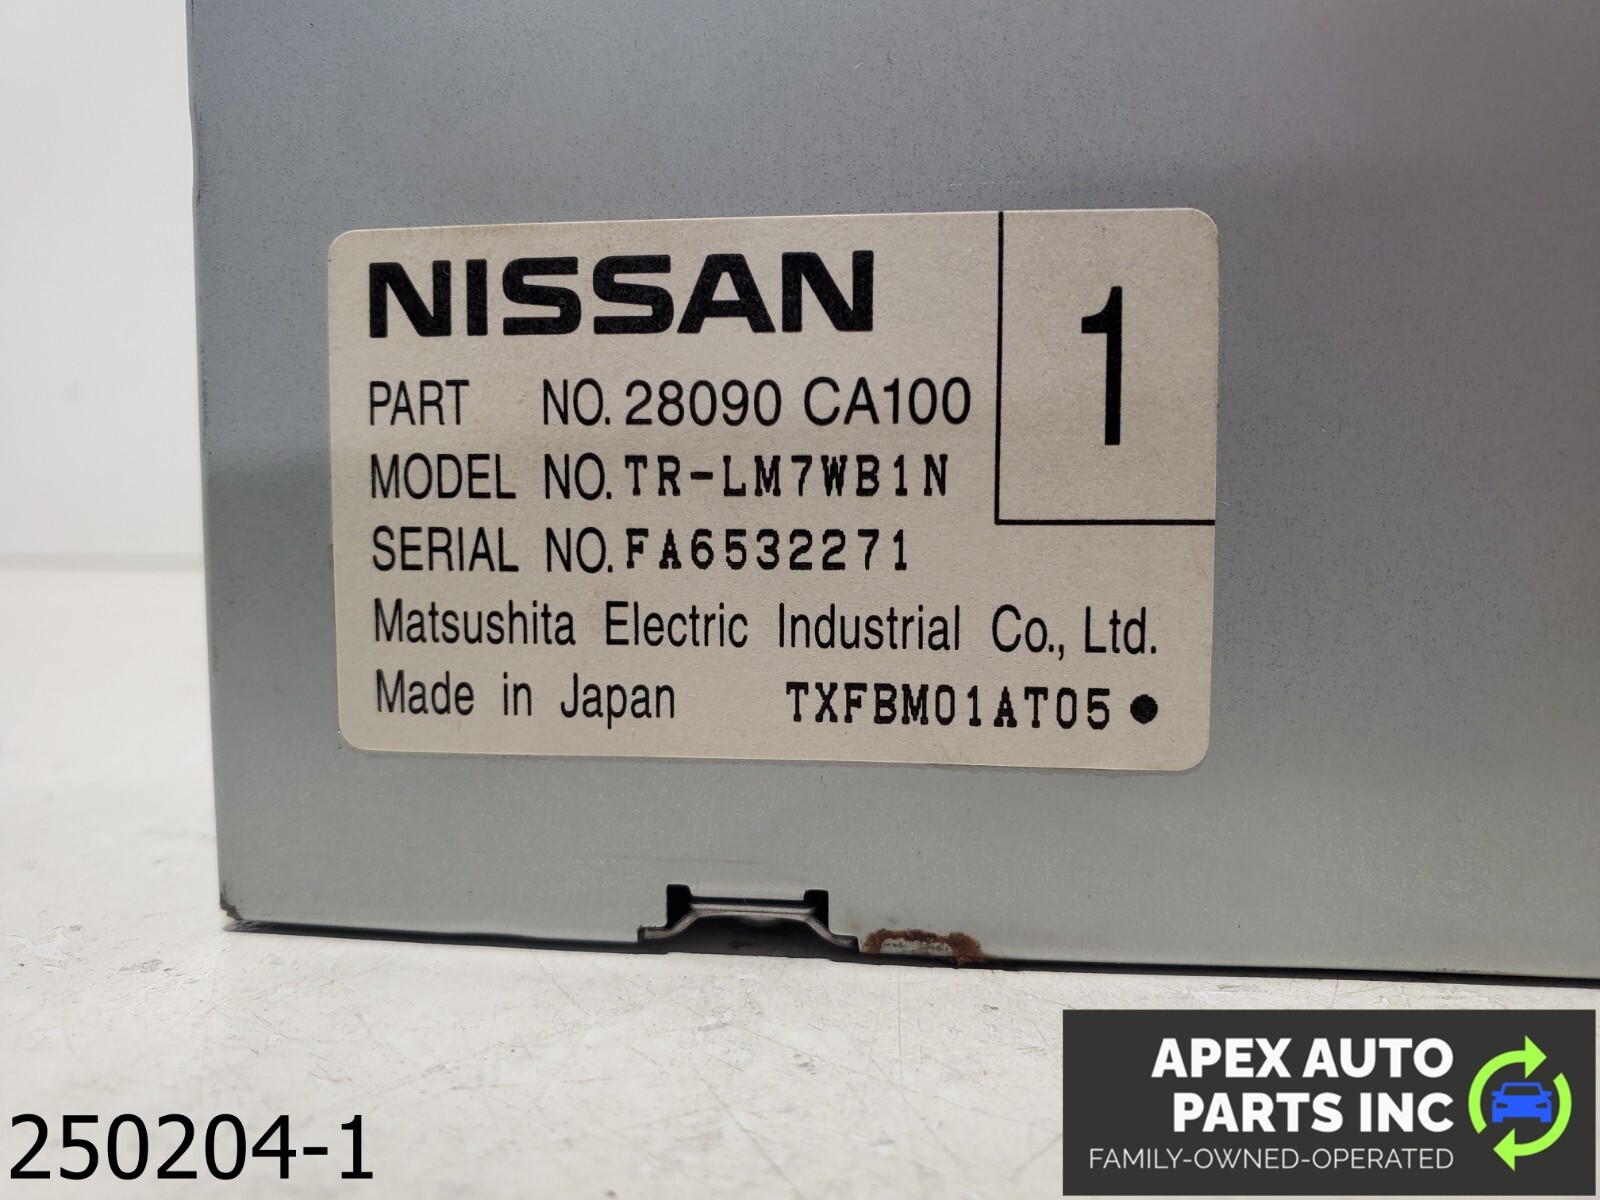 NISSAN
1
PART NO. 28090 CA100
MODEL NO. TR-LM7WB1N
SERIAL NO. FA6532271
Matsushita Electric Industrial Co., Ltd.
Made in Japan TXFBM01AT05●
250204-1
APEX AUTO
PARTS INC
FAMILY-OWNED-OPERATED